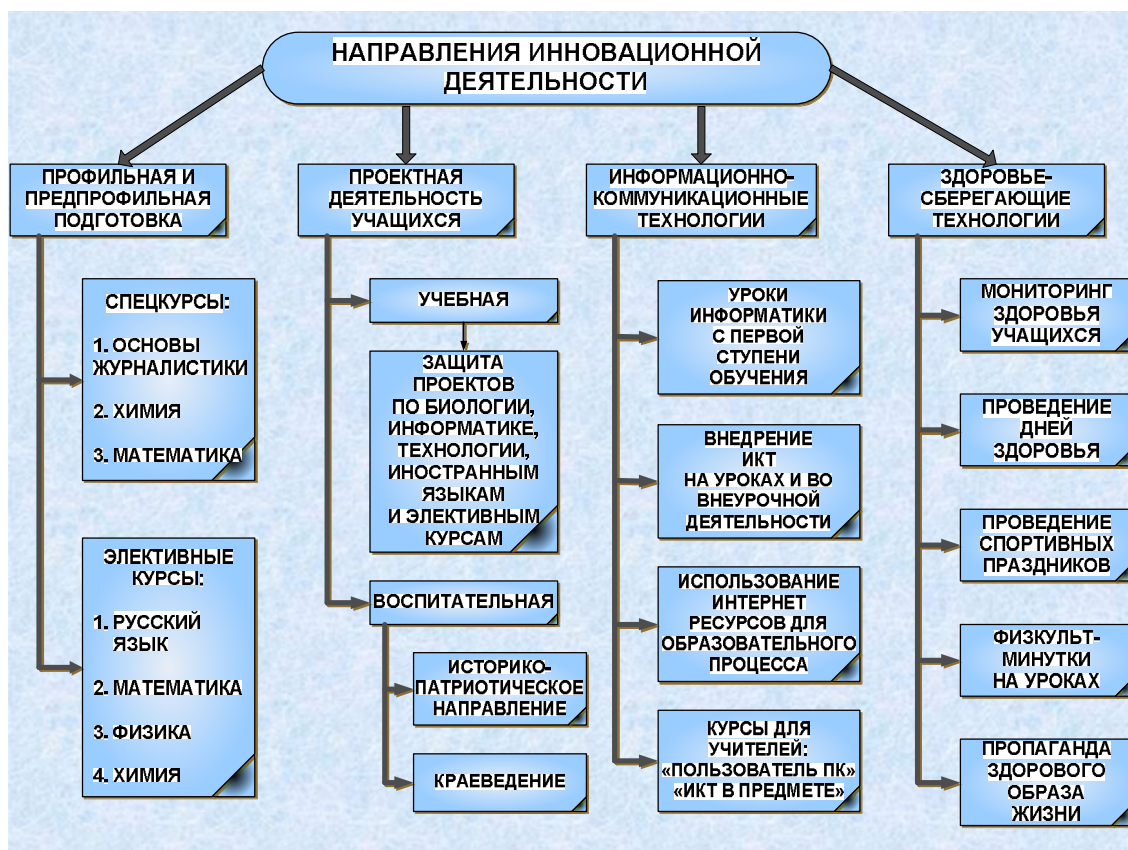 НАПРАВЛЕНИЯ ИННОВАЦИОННОЙ
ДЕЯТЕЛЬНОСТИ
ПРОФИЛЬНАЯ И
ПРЕДПРОФИЛЬНАЯ
ПОДГОТОВКА
СПЕЦКУРСЫ:
1. ОСНОВЫ
ЖУРНАЛИСТИКИ
2. ХИМИЯ
3. МАТЕМАТИКА
ЭЛЕКТИВНЫЕ
КУРСЫ:
1. РУССКИЙ
ЯЗЫК
2. МАТЕМАТИКА
3. ФИЗИКА
4. ХИМИЯ
ПРОЕКТНАЯ
ДЕЯТЕЛЬНОСТЬ
УЧАЩИХСЯ
УЧЕБНАЯ
ЗАЩИТА
ПРОЕКТОВ
ПО БИОЛОГИИ,
ИНФОРМАТИКЕ,
ТЕХНОЛОГИИ,
ИНОСТРАННЫМ
ЯЗЫКАМ
И ЭЛЕКТИВНЫМ
КУРСАМ
ВОСПИТАТЕЛЬНАЯ
ИСТОРИКО-
ПАТРИОТИЧЕСКОЕ
НАПРАВЛЕНИЕ
КРАЕВЕДЕНИЕ
ИНФОРМАЦИОННО-
КОММУНИКАЦИОННЫЕ
ТЕХНОЛОГИИ
УРОКИ
ИНФОРМАТИКИ
С ПЕРВОЙ
СТУПЕНИ
ОБУЧЕНИЯ
ВНЕДРЕНИЕ
ИКТ
НА УРОКАХ И ВО
ВНЕУРОЧНОЙ
ДЕЯТЕЛЬНОСТИ
ИСПОЛЬЗОВАНИЕ
ИНТЕРНЕТ
РЕСУРСОВ ДЛЯ
ОБРАЗОВАТЕЛЬНОГО
ПРОЦЕССА
КУРСЫ ДЛЯ
УЧИТЕЛЕЙ:
«ПОЛЬЗОВАТЕЛЬ ПК»
«ИКТ В ПРЕДМЕТЕ»
ЗДОРОВЬЕ-
СБЕРЕГАЮЩИЕ
ТЕХНОЛОГИИ
МОНИТОРИНГ
ЗДОРОВЬЯ
УЧАЩИХСЯ
ПРОВЕДЕНИЕ
ДНЕЙ
ЗДОРОВЬЯ
ПРОВЕДЕНИЕ
СПОРТИВНЫХ
ПРАЗДНИКОВ
ФИЗКУЛЬТ-
МИНУТКИ
НА УРОКАХ
ПРОПАГАНДА
ЗДОРОВОГО
ОБРАЗА
ЖИЗНИ